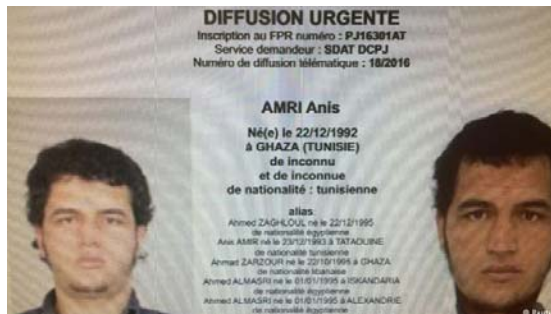 DIFFUSION URGENTE
Inscription au FPR numéro : PJ16301AT
Service demandeur : SDAT DCPJ
Numéro de diffusion télématique : 18/2016
AMRI Anis
Né(e) le 22/12/1992
à GHAZA (TUNISIE)
de inconnu
et de inconnue
de nationalité : tunisienne
alias
Ahmed ZAGHLOUL né le 22/12/1995
de nationalité égyptienne
Anis AMIR né le 23/12/1993 à TATAOUINE
de nationalité tunisienne
Ahmad ZARZOUR né le 22/10/1995 à GHAZA
de nationalité libanaise
Ahmed ALMASRI né le 01/01/1995 à ISKANDARIA
de nationalité égyptienne
Ahmed ALMASRI né le 01/01/1995 à ALEXANDRIE
de nationalité égyptienne